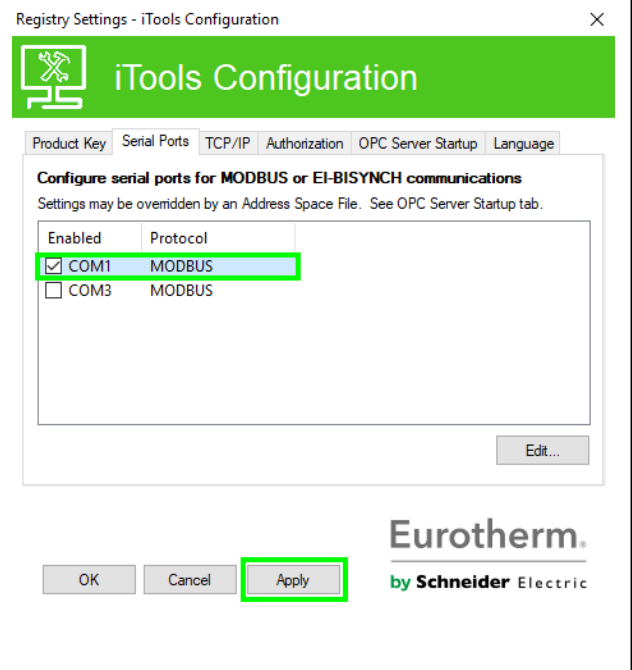 Registry Settings - iTools Configuration
iTools Configuration
Product Key Serial Ports TCP/IP Authorization OPC Server Startup Language
Configure serial ports for MODBUS or EI-BISYNCH communications
Settings may be overridden by an Address Space File. See OPC Server Startup tab.
Enabled Protocol
COM1 MODBUS
COM3 MODBUS
Edit...
Eurotherm.
by Schneider Electric
OK Cancel Apply